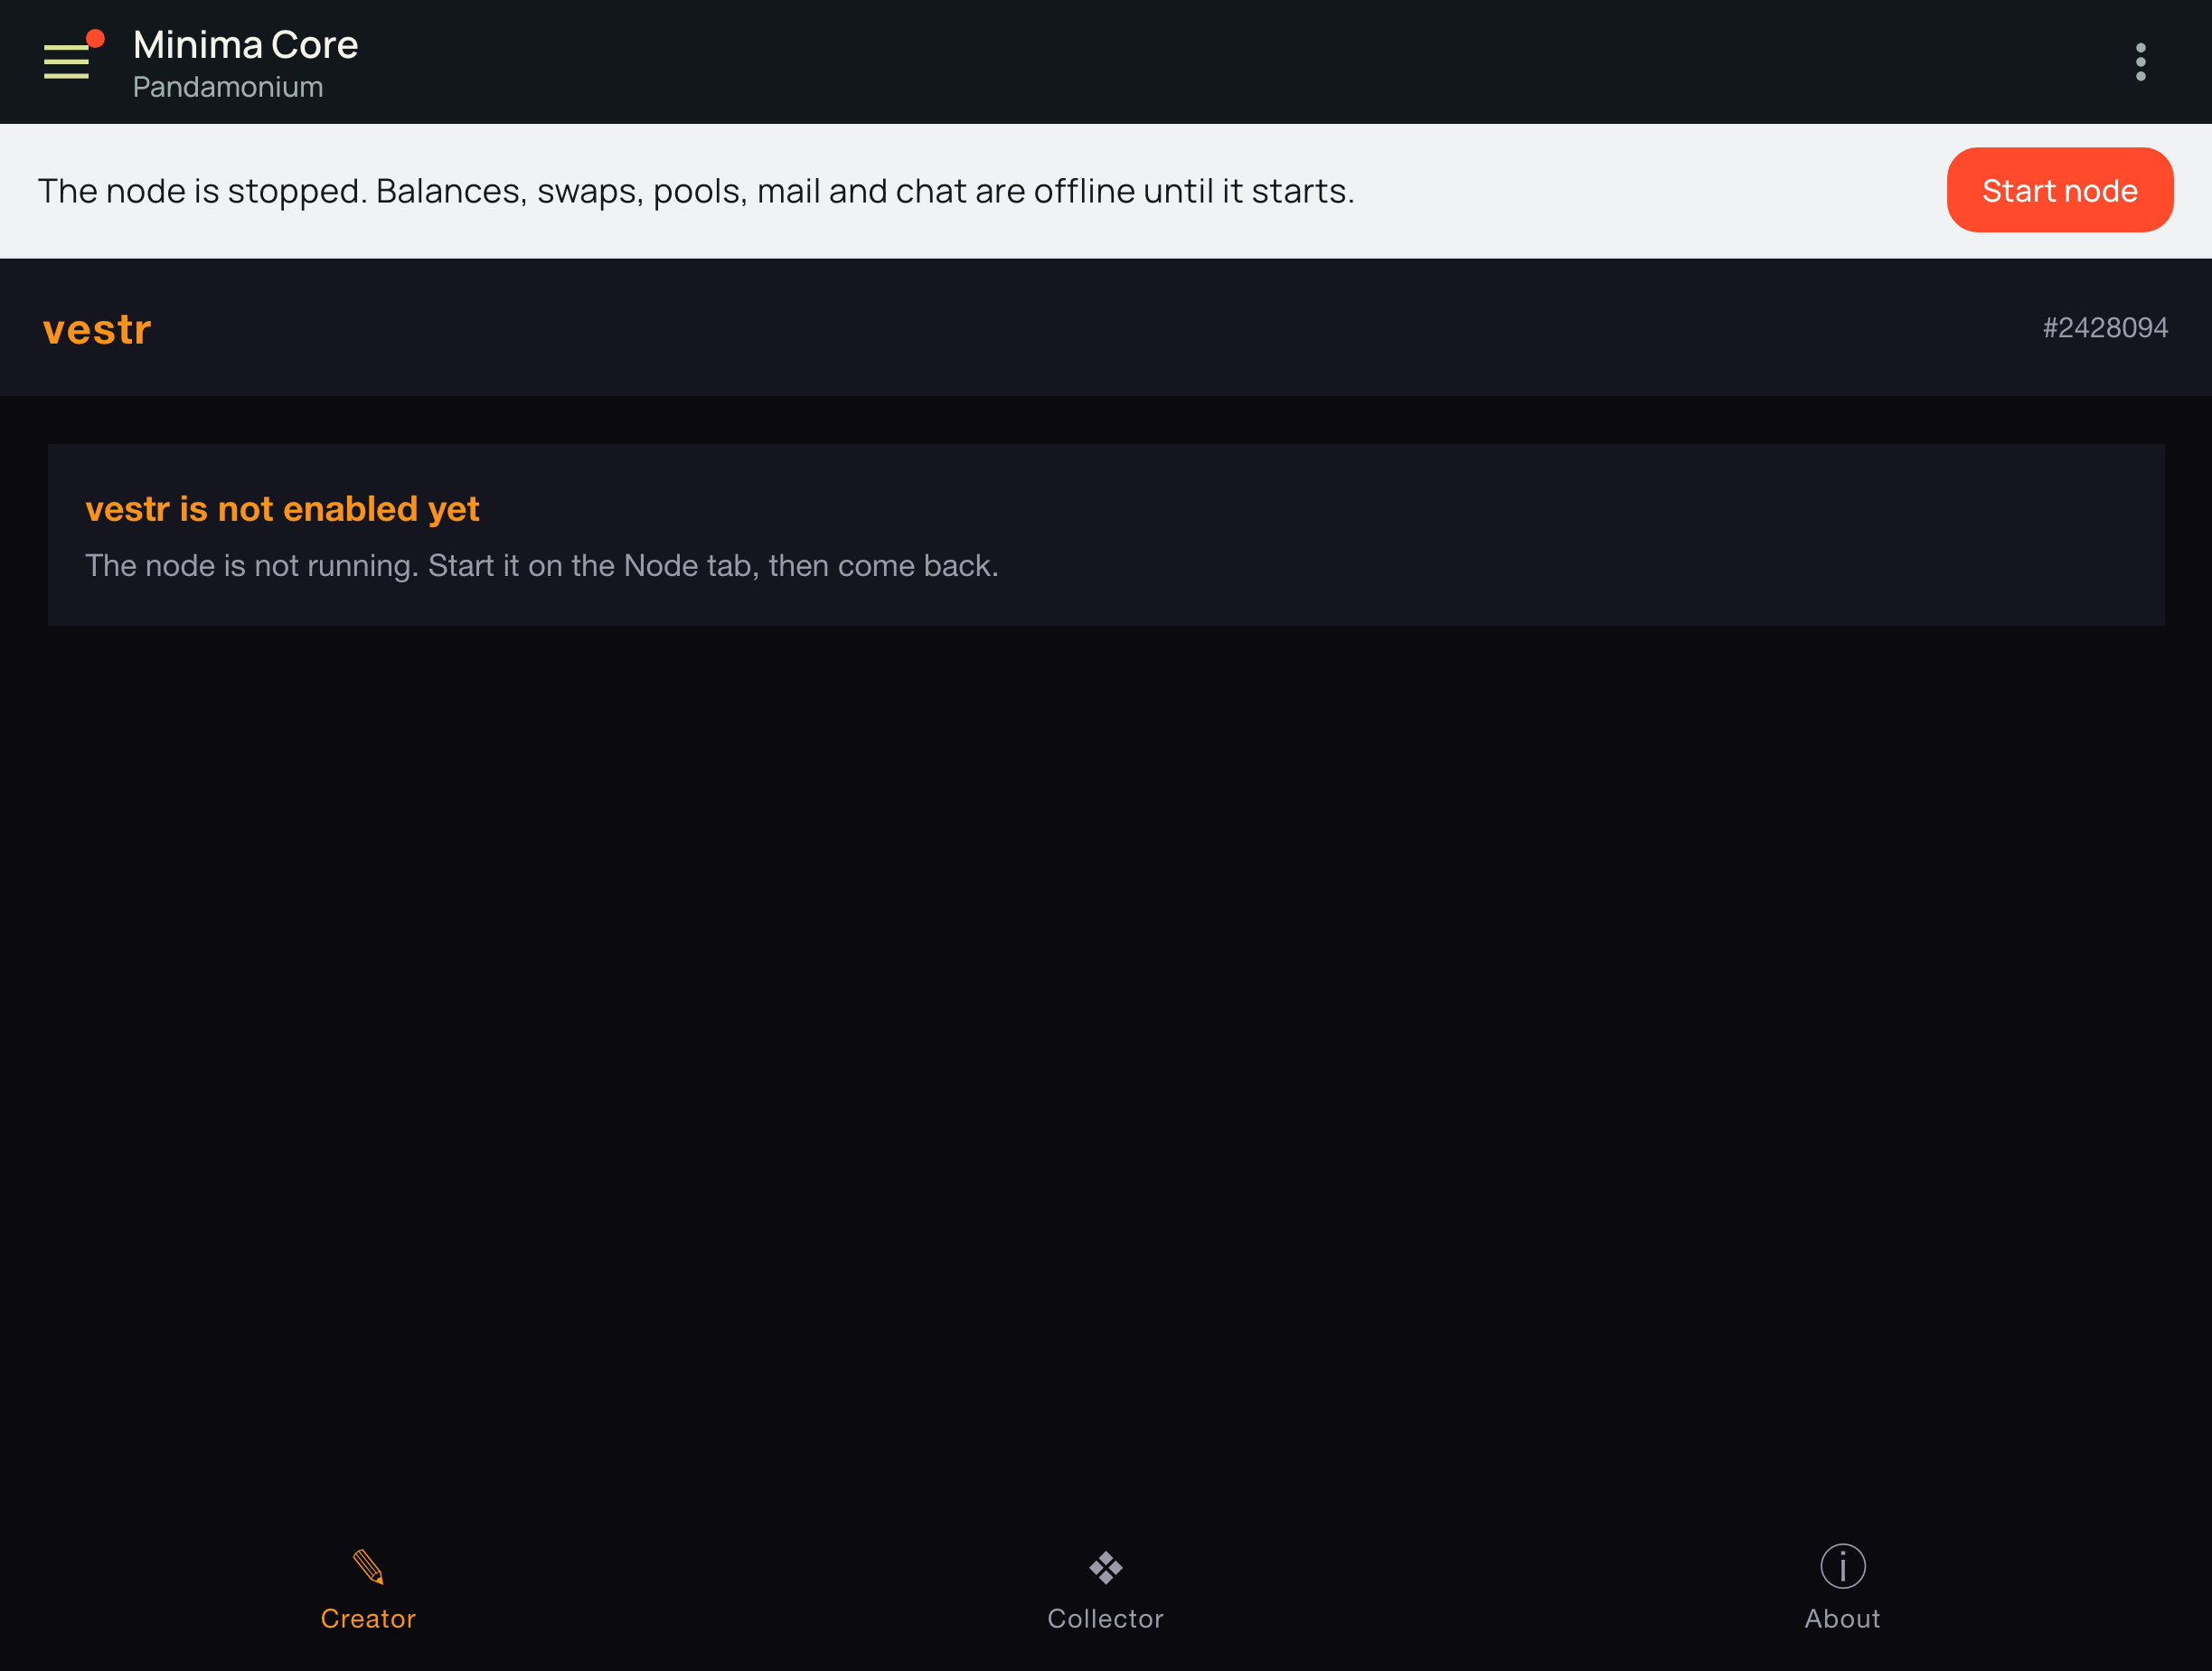 Minima Core
Pandamonium
The node is stopped. Balances, swaps, pools, mail and chat are offline until it starts.
Start node
vestr
#2428094
vestr is not enabled yet
The node is not running. Start it on the Node tab, then come back.
Creator
Collector
About